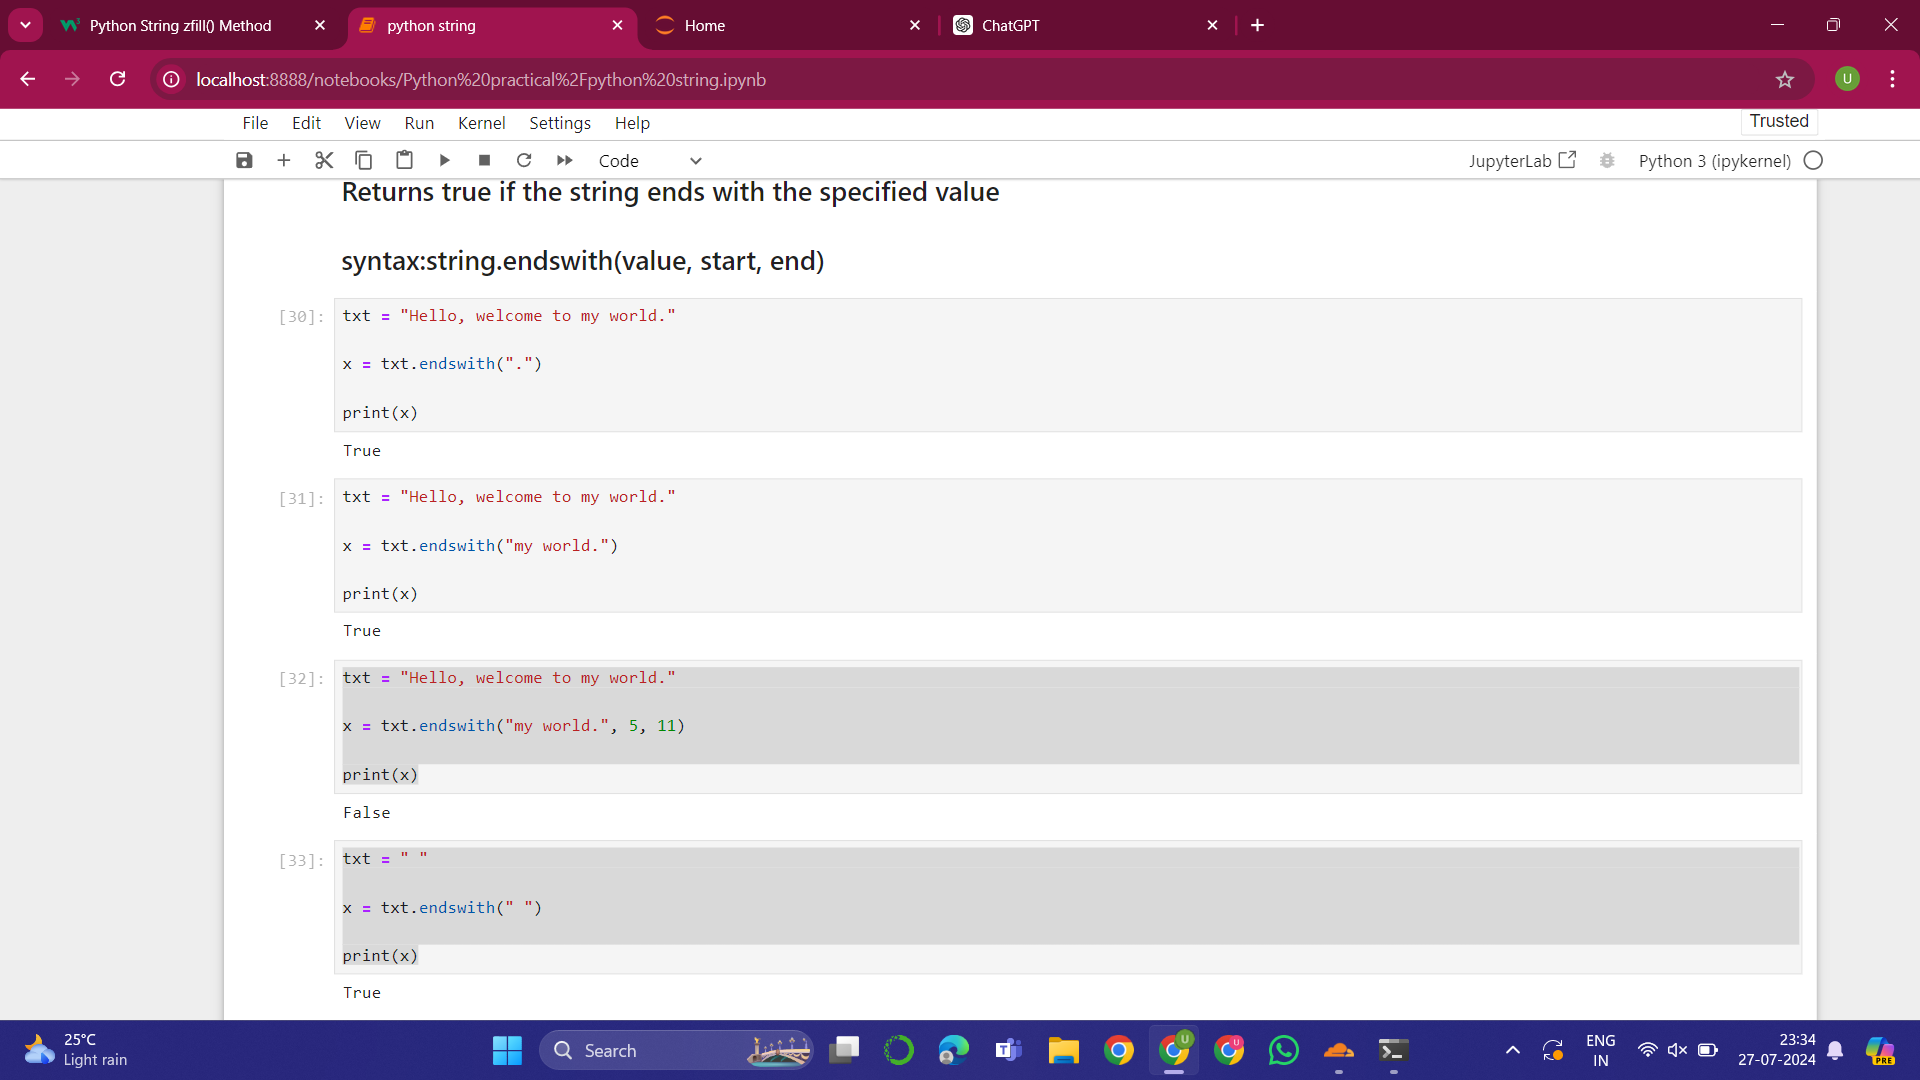 Python String zfill() Method
python string
Home
ChatGPT
localhost:8888/notebooks/Python%20practical%2Fpython%20string.ipynb
U
File Edit View Run Kernel Settings Help
Trusted
Code
JupyterLab
Python 3 (ipykernel)
Returns true if the string ends with the specified value
syntax:string.endswith(value, start, end)
[30]:
txt = "Hello, welcome to my world."
x = txt.endswith(".")
print(x)
True
[31]:
txt = "Hello, welcome to my world."
x = txt.endswith("my world.")
print(x)
True
[32]:
txt = "Hello, welcome to my world."
x = txt.endswith("my world.", 5, 11)
print(x)
False
[33]:
txt = " "
x = txt.endswith(" ")
print(x)
True
25°C
Light rain
Search
U
U
ENG
IN
23:34
27-07-2024
PRE